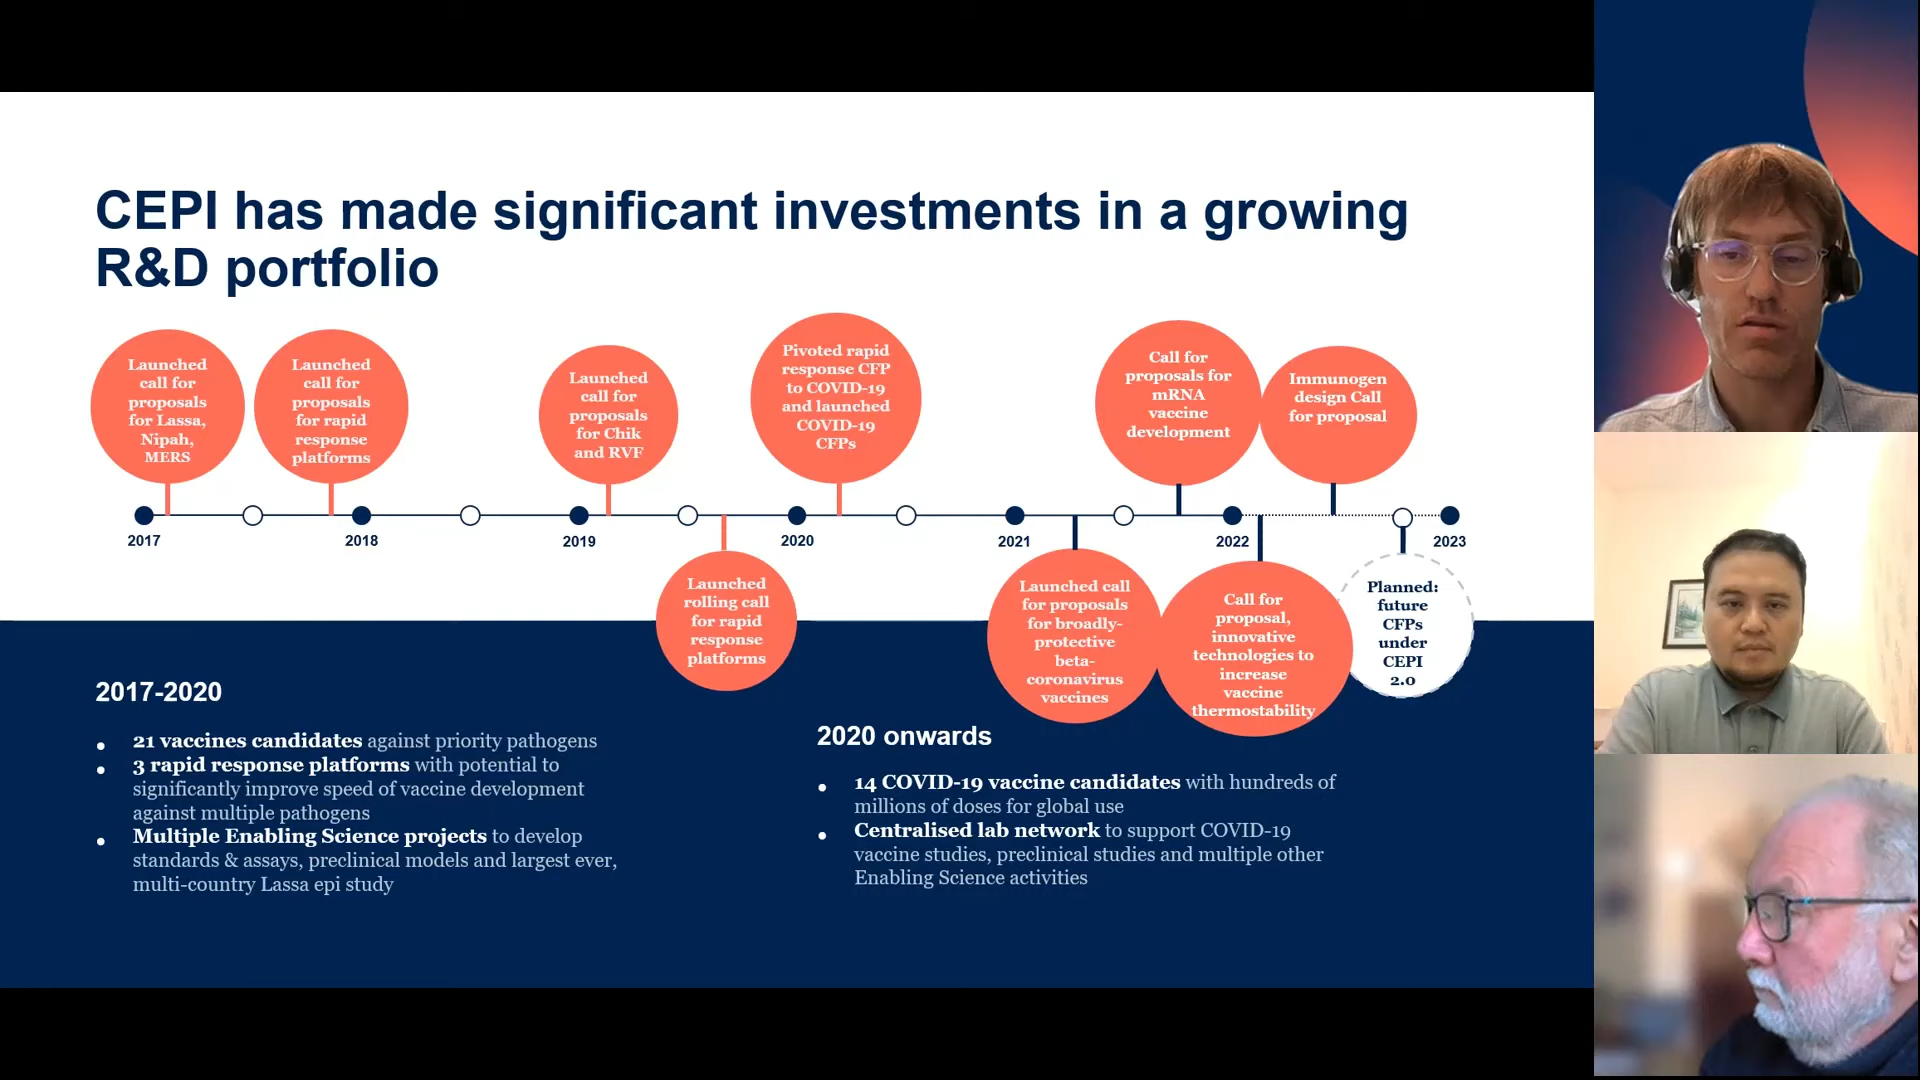 CEPI has made significant investments in a growing
R&D portfolio
Launched
call for
proposals
for Lassa,
Nipah,
MERS
Launched
call for
proposals
for rapid
response
platforms
Launched
call for
proposals
for Chik
and RVF
Pivoted rapid
response CFP
to COVID-19
and launched
COVID-19
CFPs
Call for
proposals for
mRNA
vaccine
development
Immunogen
design Call
for proposal
2017
2018
2019
2020
2021
2022
2023
Launched
rolling call
for rapid
response
platforms
Launched call
for proposals
for broadly-
protective
beta-
coronavirus
vaccines
Call for
proposal,
innovative
technologies to
increase
vaccine
thermostability
Planned:
future
CFPs
under
CEPI
2.0
2017-2020
• 21 vaccines candidates against priority pathogens
• 3 rapid response platforms with potential to
significantly improve speed of vaccine development
against multiple pathogens
• Multiple Enabling Science projects to develop
standards & assays, preclinical models and largest ever,
multi-country Lassa epi study
2020 onwards
• 14 COVID-19 vaccine candidates with hundreds of
millions of doses for global use
• Centralised lab network to support COVID-19
vaccine studies, preclinical studies and multiple other
Enabling Science activities